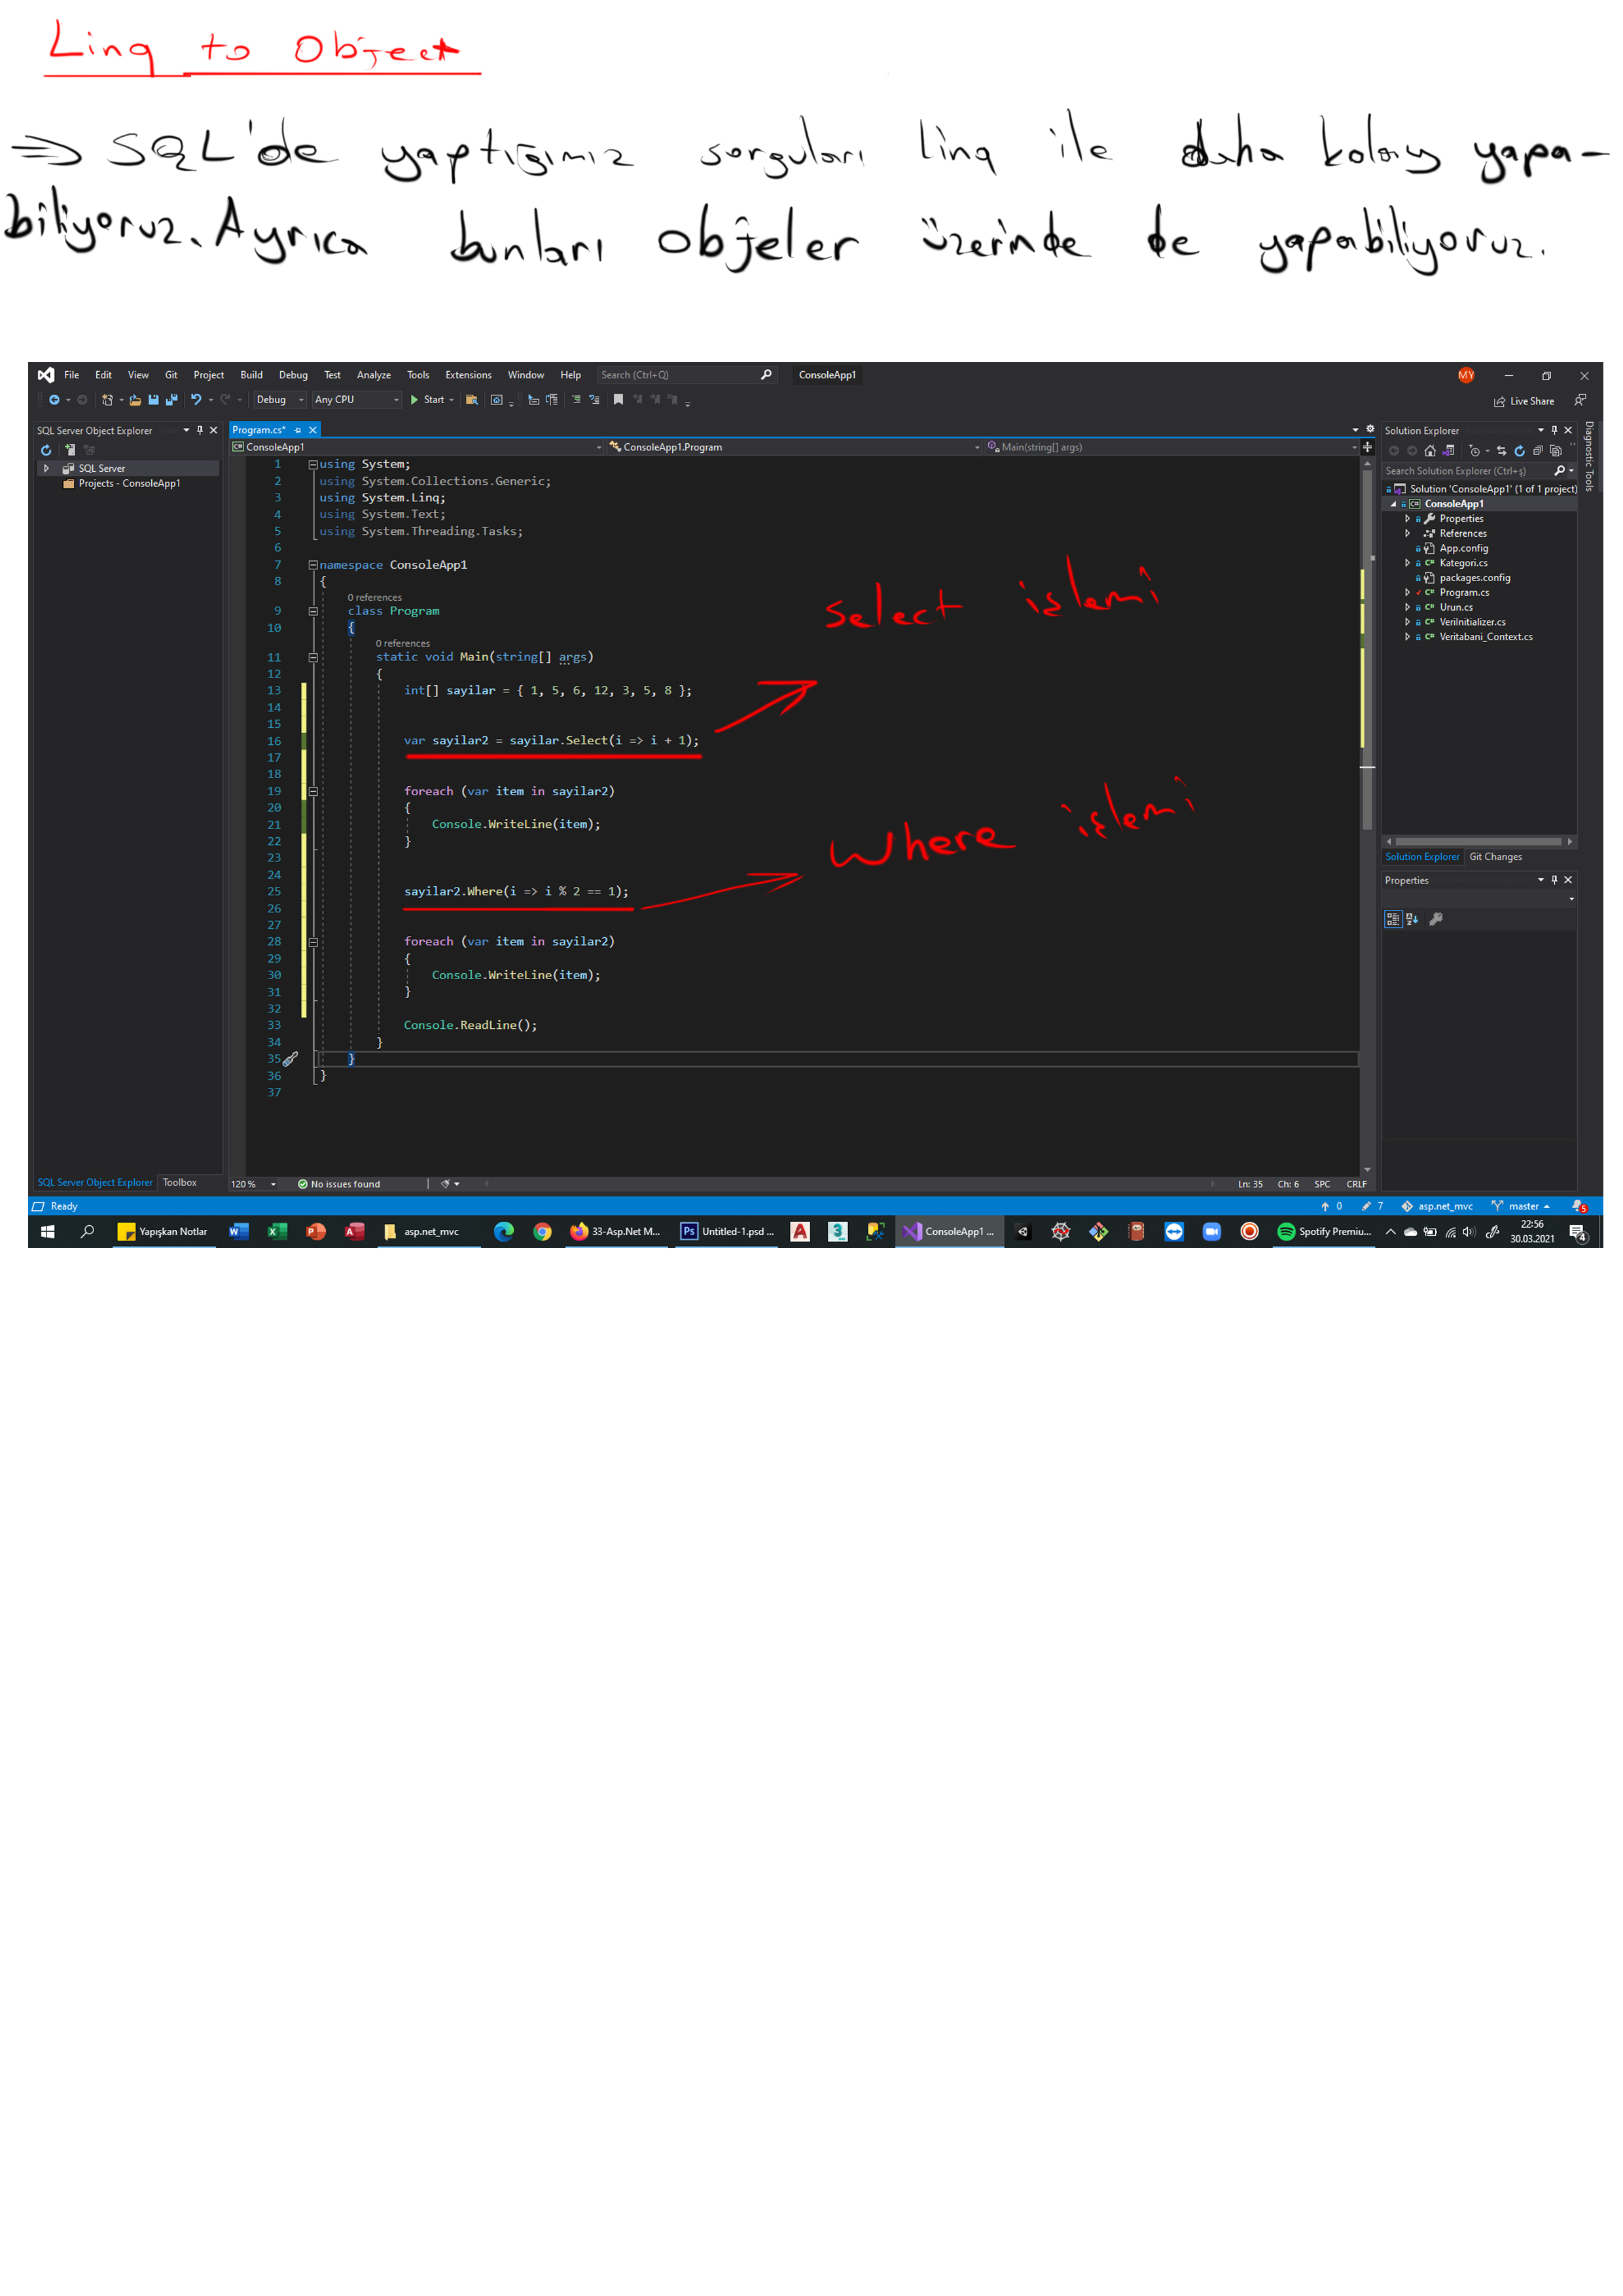 Linq to Object
=> SQL'de yaptığımız sorguları linq ile daha kolay yapa-
biliyoruz. Ayrıca bunları objeler üzerinde de yapabiliyoruz.
File Edit View Git Project Build Debug Test Analyze Tools Extensions Window Help Search (Ctrl+Q) ConsoleApp1 MY
Debug Any CPU Start Live Share
SQL Server Object Explorer
SQL Server
Projects - ConsoleApp1
SQL Server Object Explorer Toolbox
Program.cs*
ConsoleApp1 ConsoleApp1.Program Main(string[] args)
1 using System;
2 using System.Collections.Generic;
3 using System.Linq;
4 using System.Text;
5 using System.Threading.Tasks;
6
7 namespace ConsoleApp1
8 {
0 references
9 class Program
10 {
0 references
11 static void Main(string[] args)
12 {
13 int[] sayilar = { 1, 5, 6, 12, 3, 5, 8 };
14
15
16 var sayilar2 = sayilar.Select(i => i + 1);
17
18
19 foreach (var item in sayilar2)
20 {
21 Console.WriteLine(item);
22 }
23
24
25 sayilar2.Where(i => i % 2 == 1);
26
27
28 foreach (var item in sayilar2)
29 {
30 Console.WriteLine(item);
31 }
32
33 Console.ReadLine();
34 }
35 }
36 }
37
select işlemi
Where işlemi
120 % No issues found Ln: 35 Ch: 6 SPC CRLF
Solution Explorer
Search Solution Explorer (Ctrl+ş)
Solution 'ConsoleApp1' (1 of 1 project)
ConsoleApp1
Properties
References
App.config
C# Kategori.cs
packages.config
C# Program.cs
C# Urun.cs
C# VeriInitializer.cs
C# Veritabani_Context.cs
Solution Explorer Git Changes
Properties
Diagnostic Tools
Ready 0 7 asp.net_mvc master 5
Yapışkan Notlar asp.net_mvc 33-Asp.Net M... Ps Untitled-1.psd ... ConsoleApp1 ... Spotify Premiu... 22:56
30.03.2021 4